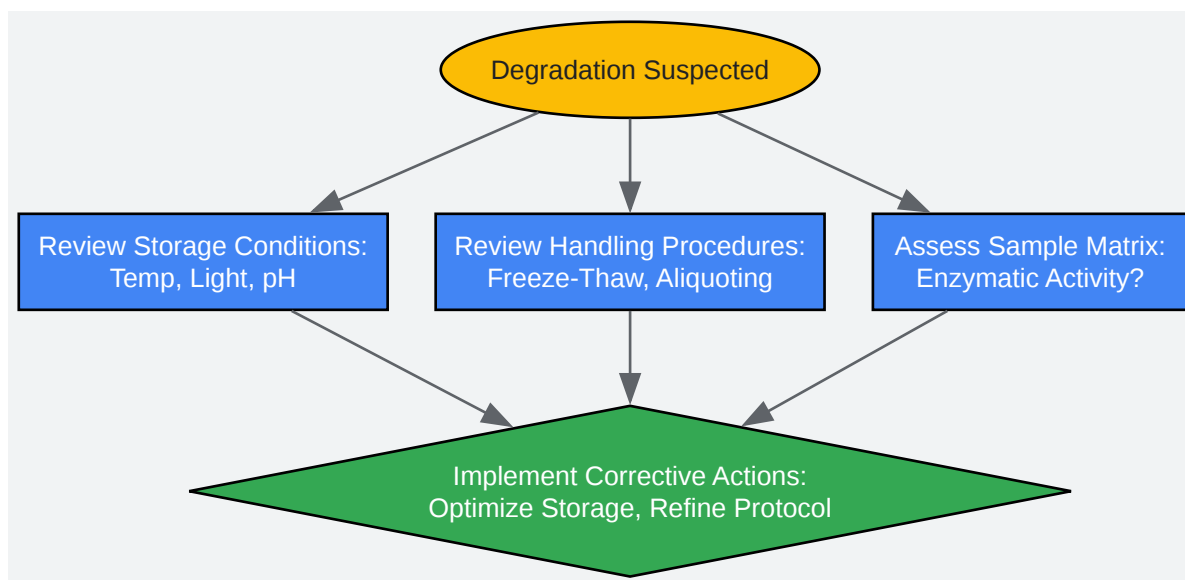 Degradation Suspected
Review Storage Conditions:
Temp, Light, pH
Review Handling Procedures:
Freeze-Thaw, Aliquoting
Assess Sample Matrix:
Enzymatic Activity?
Implement Corrective Actions:
Optimize Storage, Refine Protocol